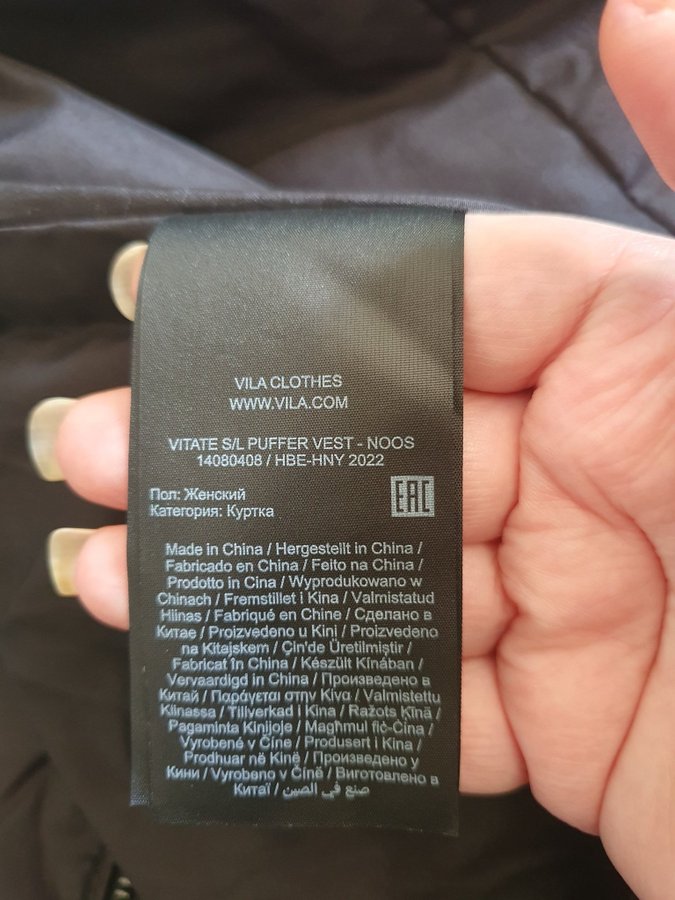 VILA CLOTHES
WWW.VILA.COM
VITATE S/L PUFFER VEST - NOOS
14080408 / HBE-HNY 2022
Пол: Женский
Категория: Куртка
EAC
Made in China / Hergestellt in China /
Fabricado en China / Feito na China /
Prodotto in Cina / Wyprodukowano w
Chinach / Fremstillet i Kina / Valmistatud
Hiinas / Fabriqué en Chine / Сделано в
Китае / Proizvedeno u Kini / Proizvedeno
na Kitajskem / Çin'de Üretilmiştir /
Fabricat în China / Készült Kínában /
Vervaardigd in China / Произведено в
Китай / Παράγεται στην Κίνα / Valmistettu
Kiinassa / Tillverkad i Kina / Ražots Ķīnā /
Pagaminta Kinijoje / Magħmul fiċ-Ċina /
Vyrobené v Číne / Produsert i Kina /
Prodhuar në Kinë / Произведено у
Кини / Vyrobeno v Číně / Виготовлено в
Китаї / صنع في الصين